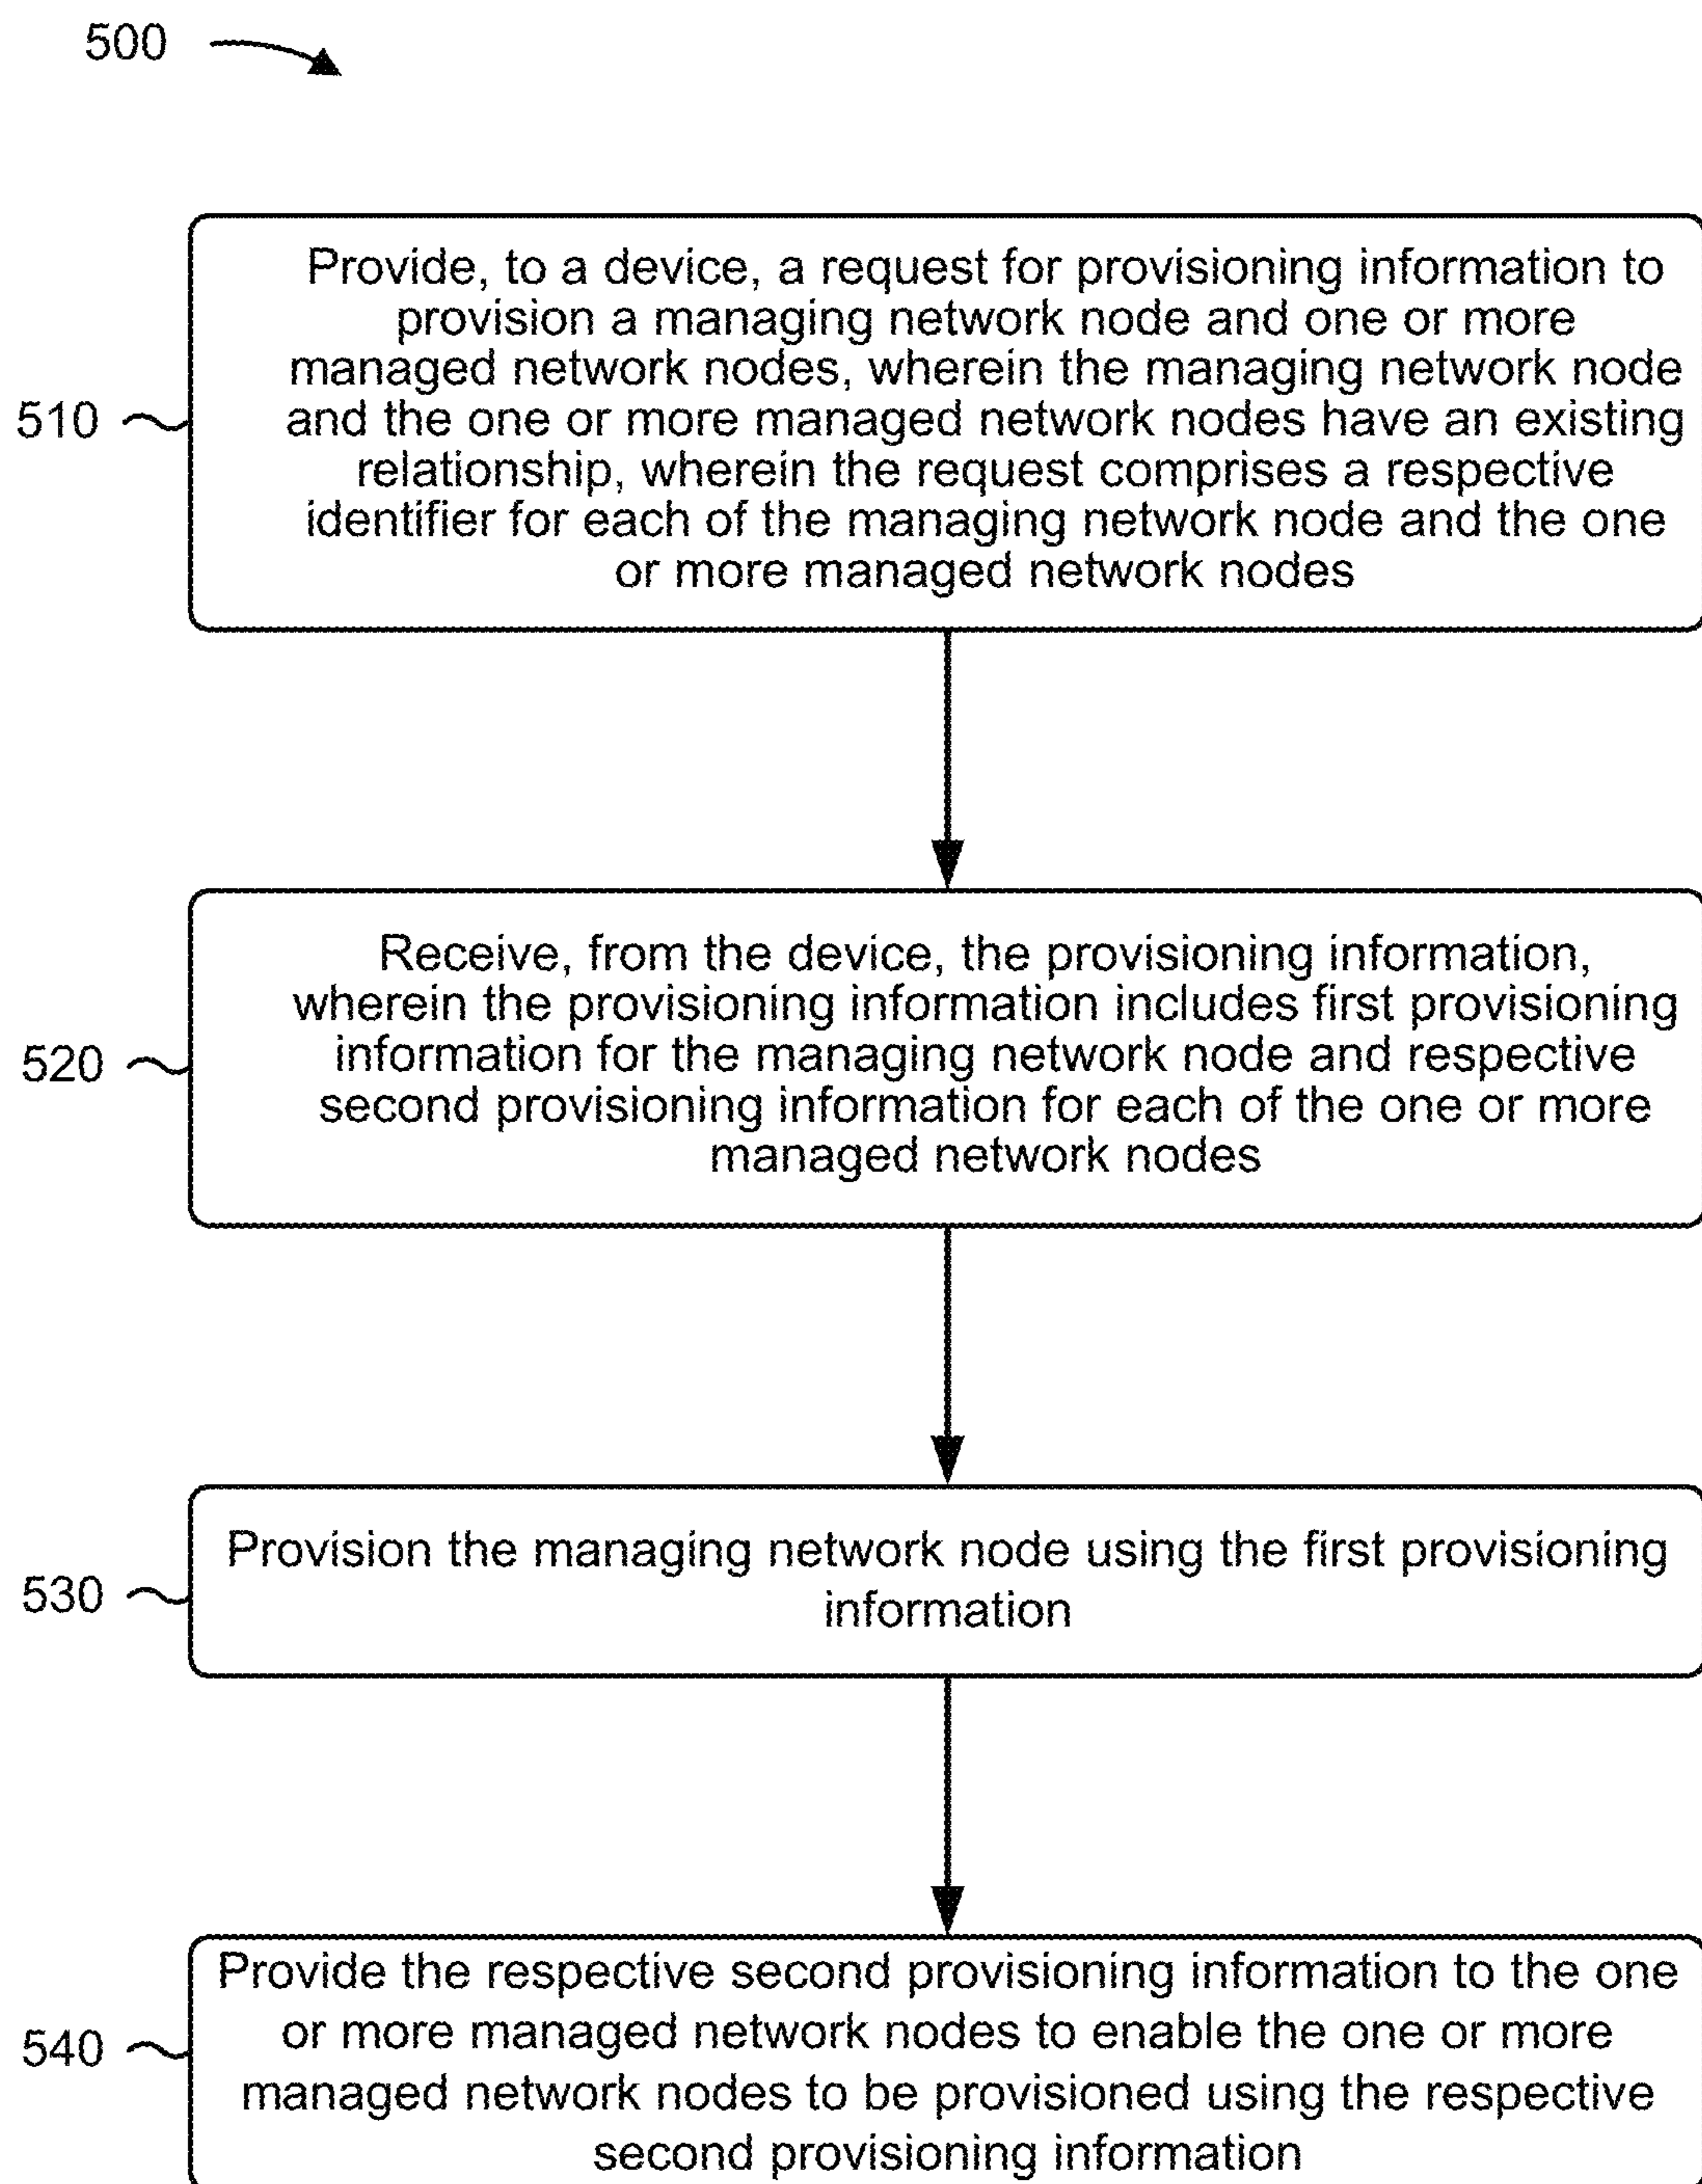 500
Provide, to a device, a request for provisioning information to
provision a managing network node and one or more
managed network nodes, wherein the managing network node
and the one or more managed network nodes have an existing
relationship, wherein the request comprises a respective
identifier for each of the managing network node and the one
or more managed network nodes
510
Receive, from the device, the provisioning information,
wherein the provisioning information includes first provisioning
information for the managing network node and respective
second provisioning information for each of the one or more
managed network nodes
520
Provision the managing network node using the first provisioning
information
530
Provide the respective second provisioning information to the one
or more managed network nodes to enable the one or more
managed network nodes to be provisioned using the respective
second provisioning information
540